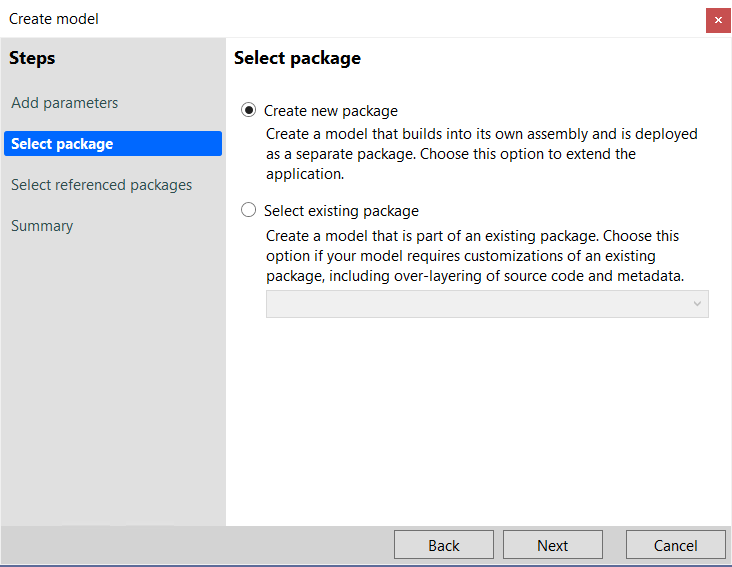 Create model
Steps
Add parameters
Select package
Select referenced packages
Summary
Select package
Create new package
Create a model that builds into its own assembly and is deployed
as a separate package. Choose this option to extend the
application.
Select existing package
Create a model that is part of an existing package. Choose this
option if your model requires customizations of an existing
package, including over-layering of source code and metadata.
Back
Next
Cancel